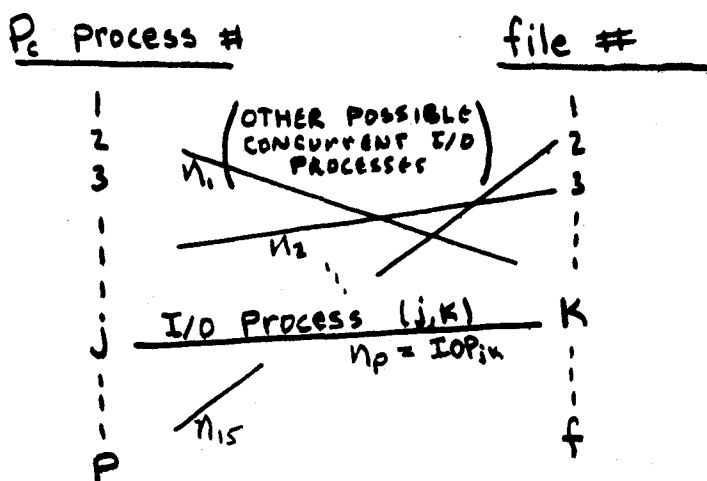 Pc Process #
file #
1
2
3
j
P
(OTHER POSSIBLE
CONCURRENT I/O
PROCESSES)
n1
n2
I/O Process (j,K)
np = IOPjk
n15
1
2
3
K
f